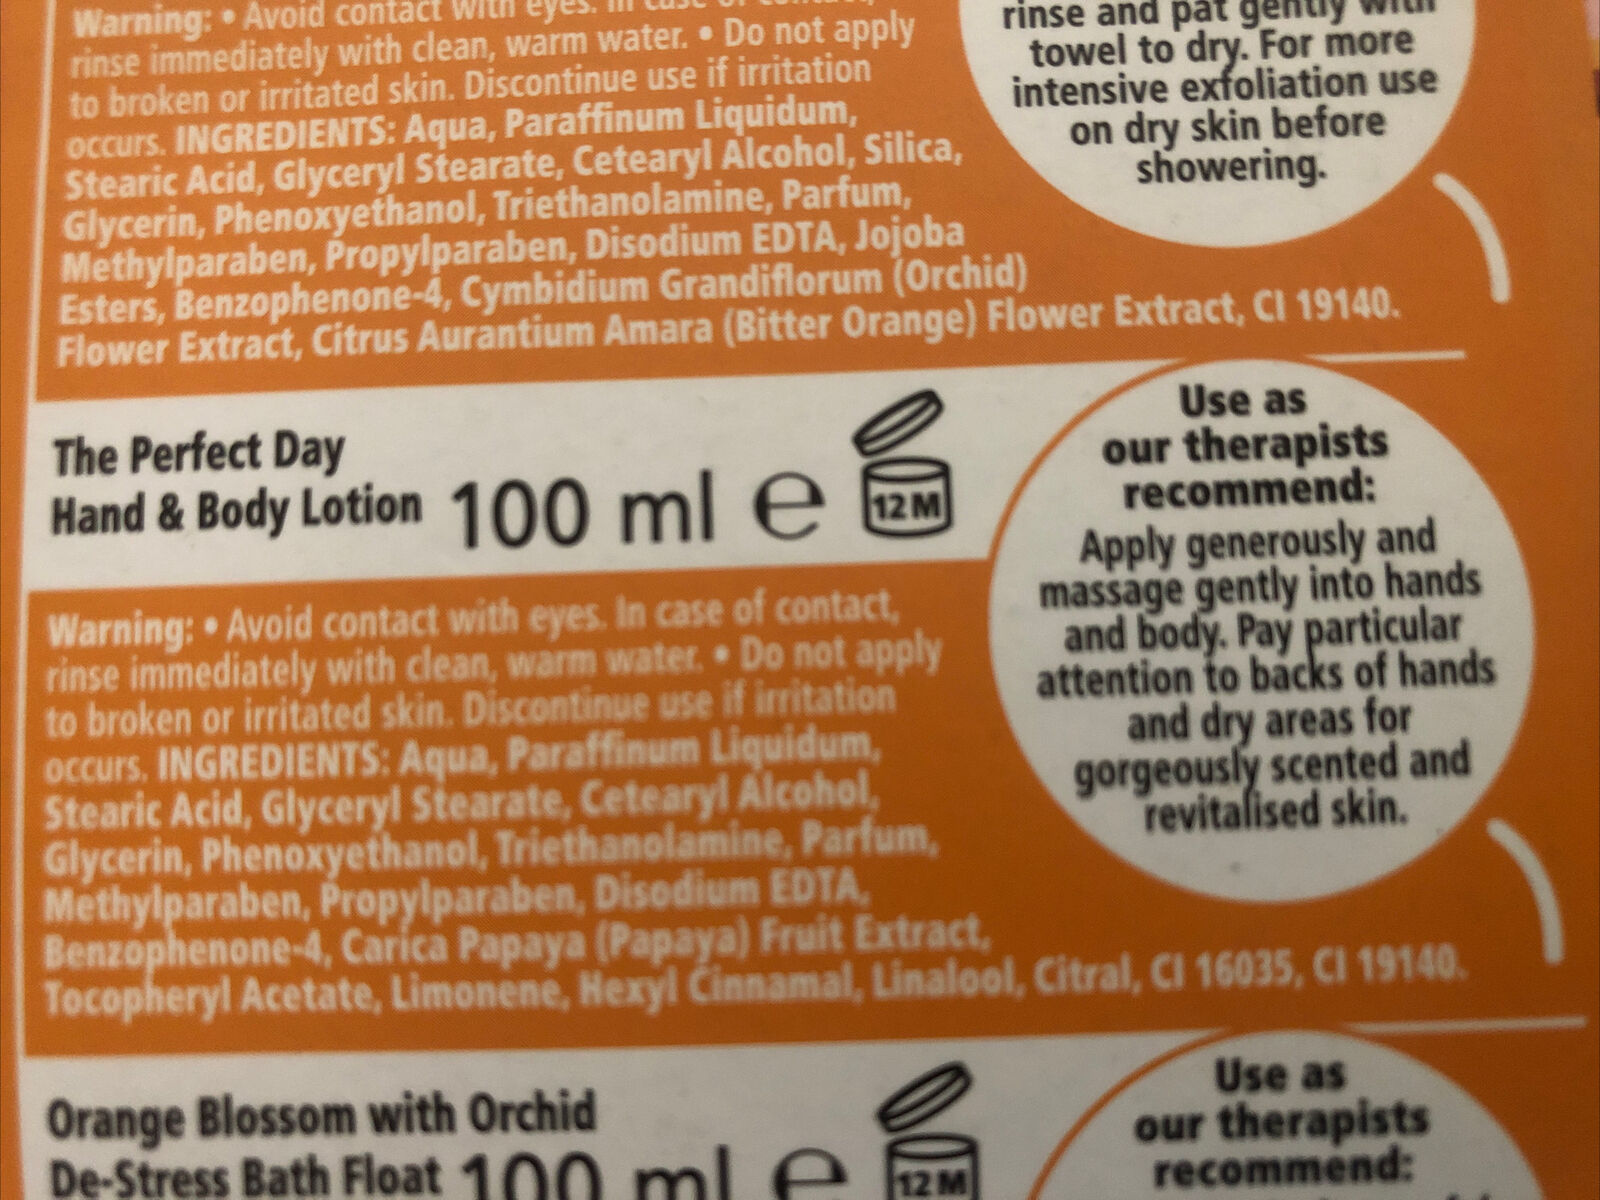 Warning: • Avoid contact with eyes. In case of contact,
rinse immediately with clean, warm water. • Do not apply
to broken or irritated skin. Discontinue use if irritation
occurs. INGREDIENTS: Aqua, Paraffinum Liquidum,
Stearic Acid, Glyceryl Stearate, Cetearyl Alcohol, Silica,
Glycerin, Phenoxyethanol, Triethanolamine, Parfum,
Methylparaben, Propylparaben, Disodium EDTA, Jojoba
Esters, Benzophenone-4, Cymbidium Grandiflorum (Orchid)
Flower Extract, Citrus Aurantium Amara (Bitter Orange) Flower Extract, CI 19140.
rinse and pat gently with
towel to dry. For more
intensive exfoliation use
on dry skin before
showering.
The Perfect Day
Hand & Body Lotion 100 ml e 12M
Warning: • Avoid contact with eyes. In case of contact,
rinse immediately with clean, warm water. • Do not apply
to broken or irritated skin. Discontinue use if irritation
occurs. INGREDIENTS: Aqua, Paraffinum Liquidum,
Stearic Acid, Glyceryl Stearate, Cetearyl Alcohol,
Glycerin, Phenoxyethanol, Triethanolamine, Parfum,
Methylparaben, Propylparaben, Disodium EDTA,
Benzophenone-4, Carica Papaya (Papaya) Fruit Extract,
Tocopheryl Acetate, Limonene, Hexyl Cinnamal, Linalool, Citral, CI 16035, CI 19140.
Use as
our therapists
recommend:
Apply generously and
massage gently into hands
and body. Pay particular
attention to backs of hands
and dry areas for
gorgeously scented and
revitalised skin.
Orange Blossom with Orchid
De-Stress Bath Float 100 ml e 12M
Use as
our therapists
recommend: